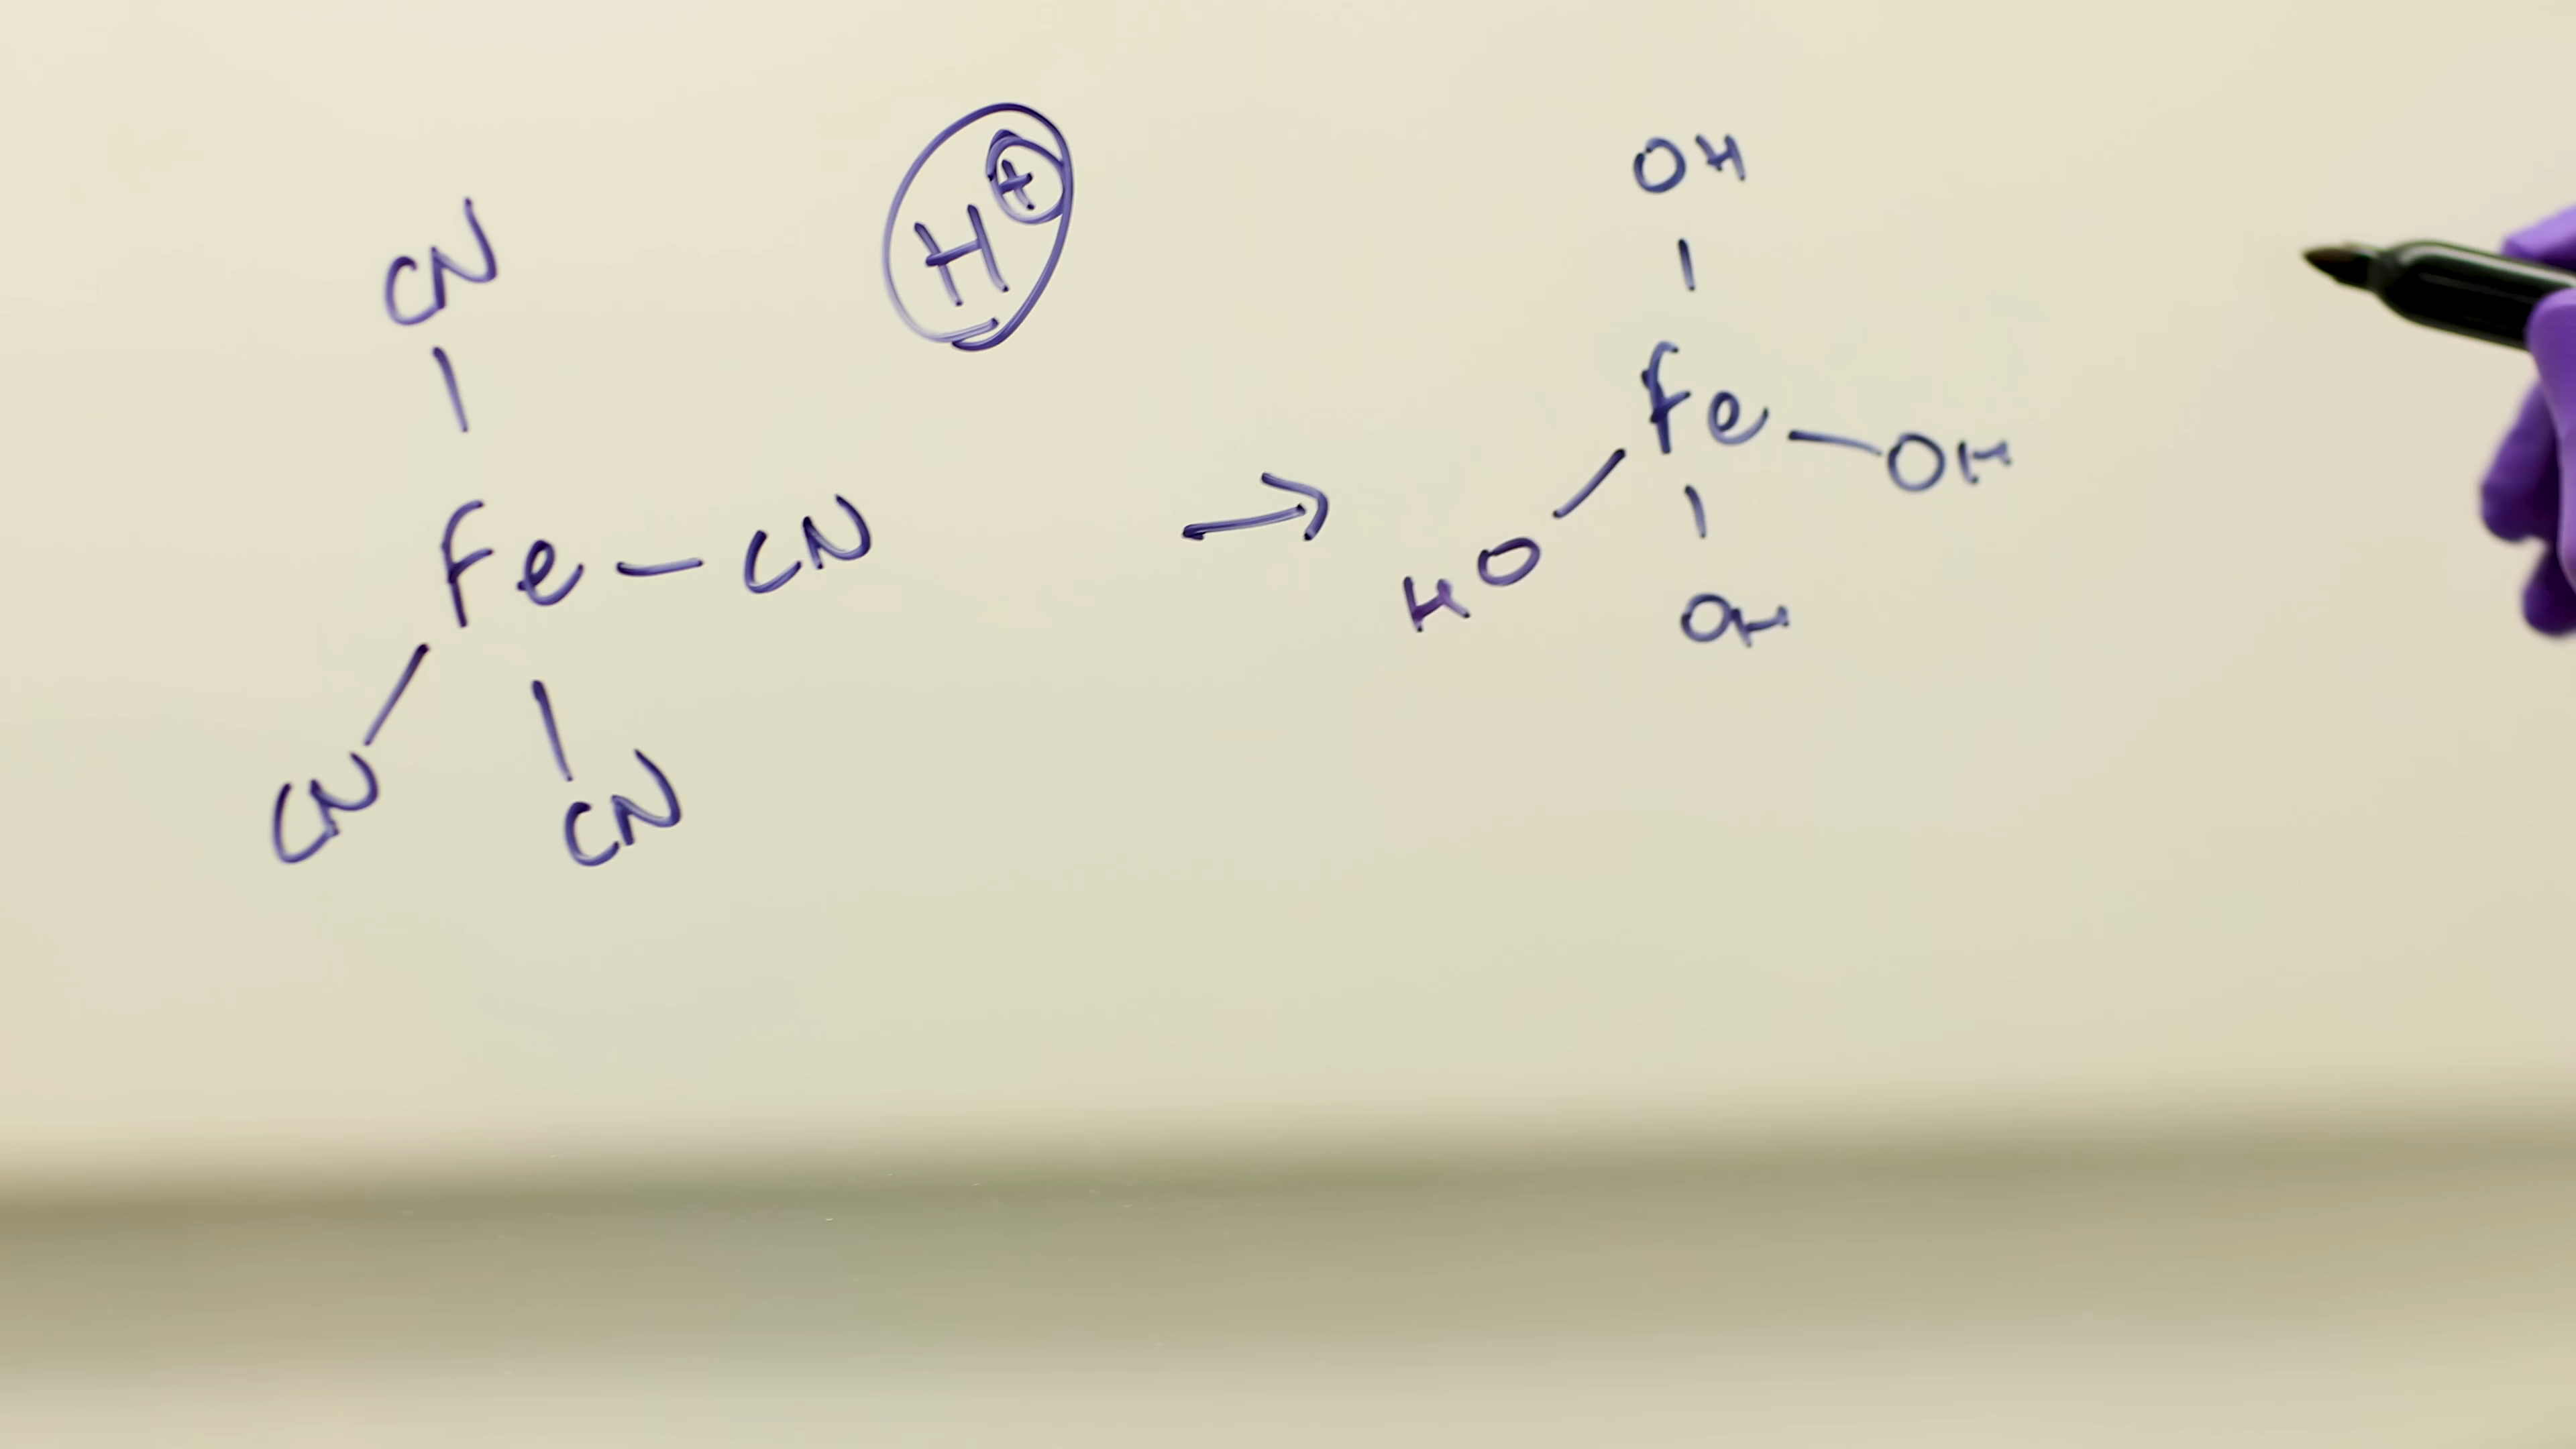 CN
Fe – CN
CN
CN
H⊕
→
OH
Fe – OH
HO
OH